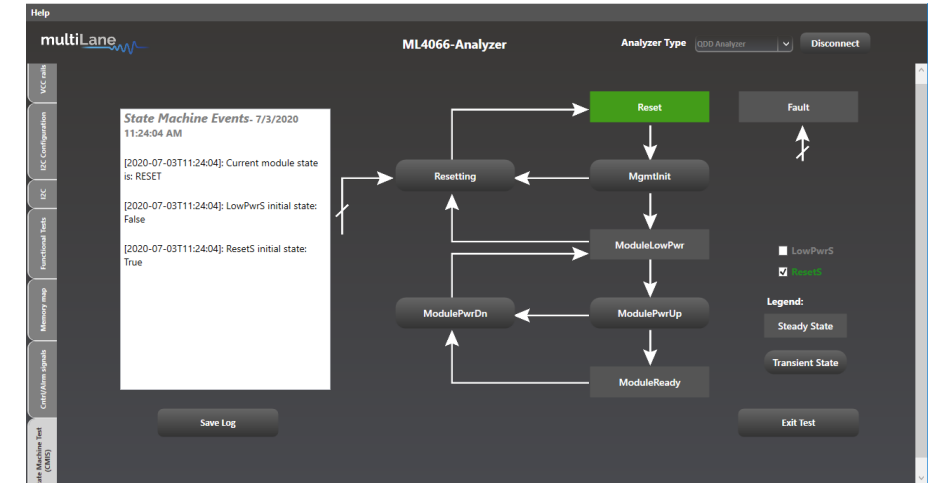 Help
multiLane
ML4066-Analyzer
Analyzer Type
QDD Analyzer
Disconnect
VCC rails
I2C Configuration
I2C
Functional Tests
Memory map
Cntrl/Alrm signals
ate Machine Test
(CMIS)
State Machine Events- 7/3/2020
11:24:04 AM
[2020-07-03T11:24:04]: Current module state
is: RESET
[2020-07-03T11:24:04]: LowPwrS initial state:
False
[2020-07-03T11:24:04]: ResetS initial state:
True
Save Log
Reset
Fault
Resetting
MgmtInit
ModuleLowPwr
ModulePwrDn
ModulePwrUp
ModuleReady
LowPwrS
ResetS
Legend:
Steady State
Transient State
Exit Test